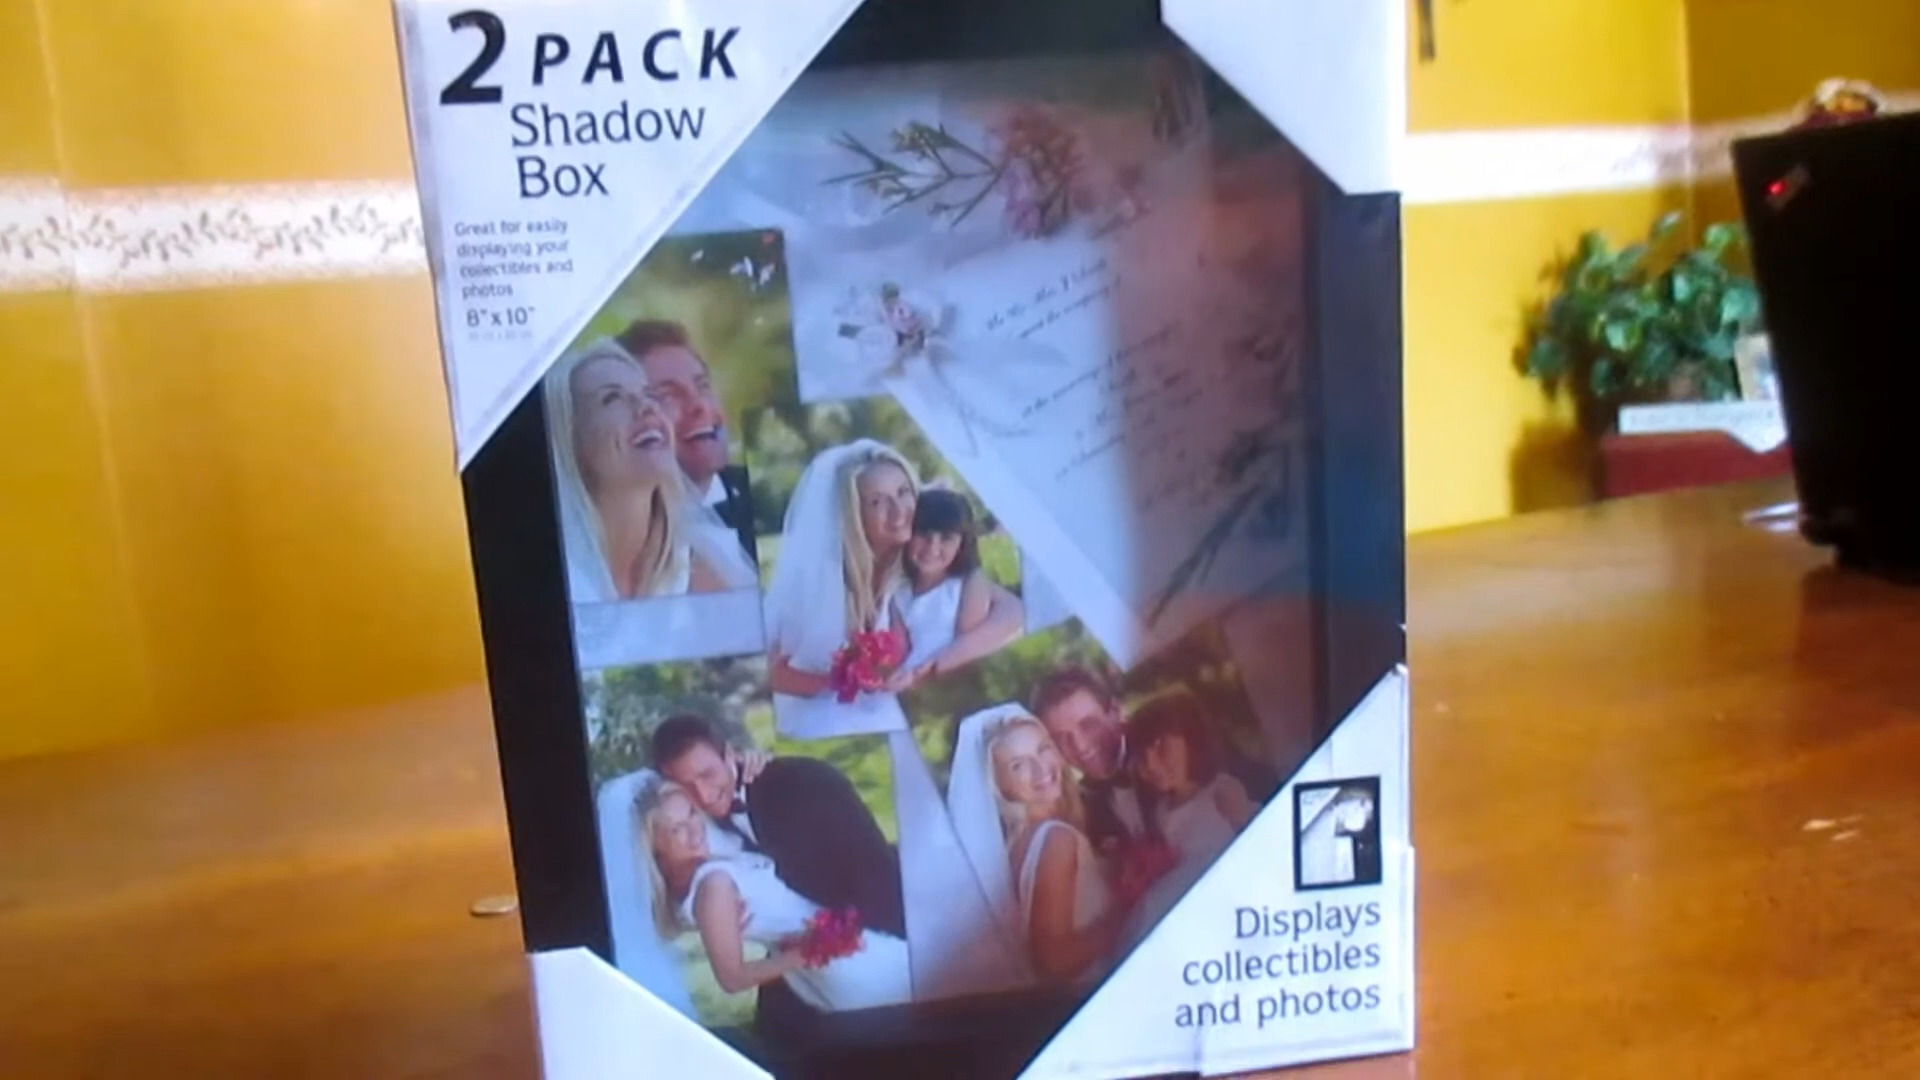 2 PACK
Shadow
Box
Great for easily
displaying your
collectibles and
photos
8" x 10"
Displays
collectibles
and photos